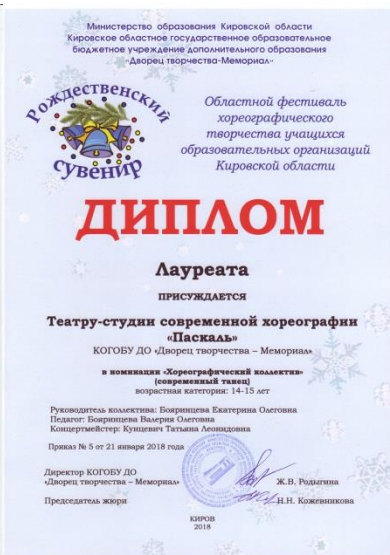 Министерство образования Кировской области
Кировское областное государственное образовательное
бюджетное учреждение дополнительного образования
«Дворец творчества-Мемориал»
Рождественский
сувенир
Областной фестиваль
хореографического
творчества учащихся
образовательных организаций
Кировской области
ДИПЛОМ
Лауреата
ПРИСУЖДАЕТСЯ
Театру-студии современной хореографии
«Паскаль»
КОГОБУ ДО «Дворец творчества – Мемориал»
в номинации «Хореографический коллектив»
(современный танец)
возрастная категория: 14-15 лет
Руководитель коллектива: Бояринцева Екатерина Олеговна
Педагог: Бояринцева Валерия Олеговна
Концертмейстер: Кунцевич Татьяна Леонидовна
Приказ № 5 от 21 января 2018 года
Директор КОГОБУ ДО
«Дворец творчества – Мемориал»
Ж.В. Родыгина
Председатель жюри
Н.Н. Кожевникова
КИРОВ
2018